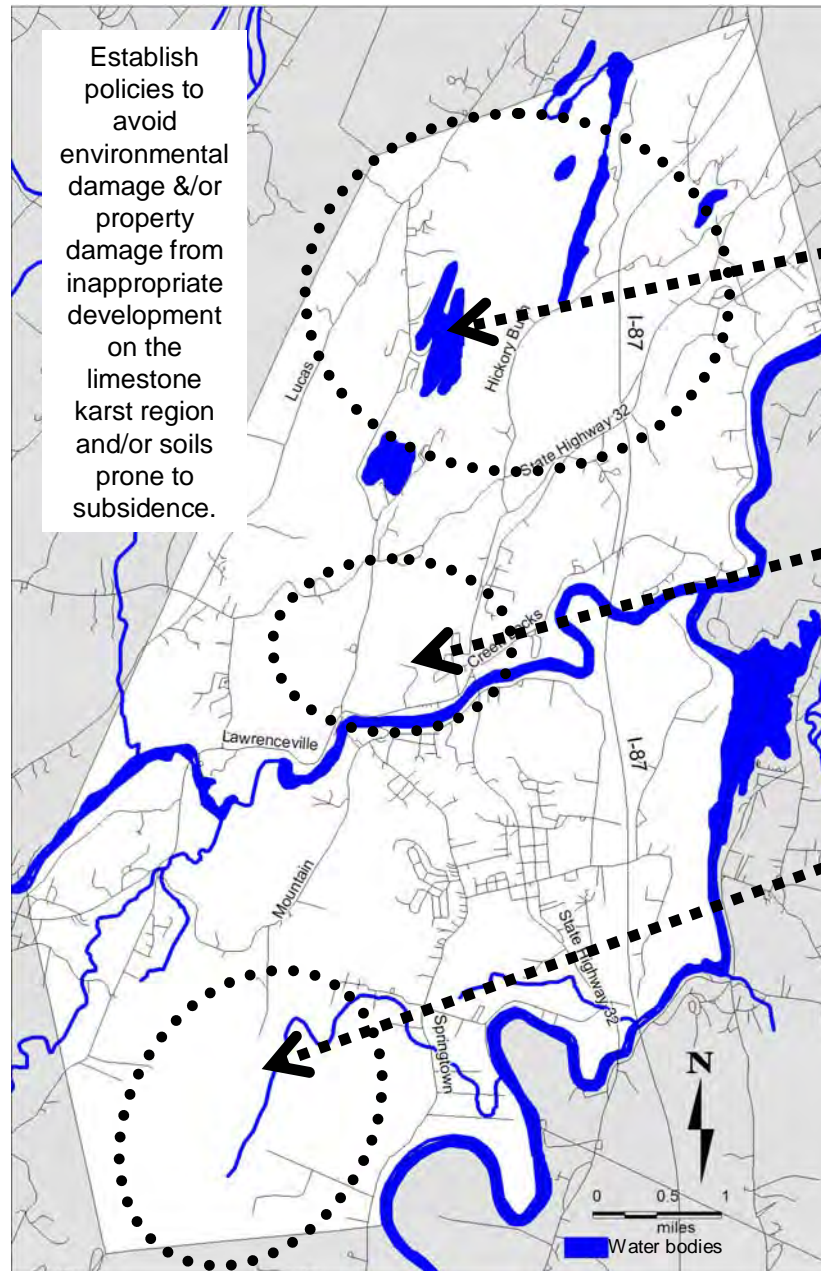 Establish
policies to
avoid
environmental
damage &/or
property
damage from
inappropriate
development
on the
limestone
karst region
and/or soils
prone to
subsidence.
Lucas
Hickory Bush
I-87
State Highway 32
Creek Locks
Lawrenceville
I-87
Mountain
State Highway 32
Springtown
N
0 0.5 1
miles
Water bodies